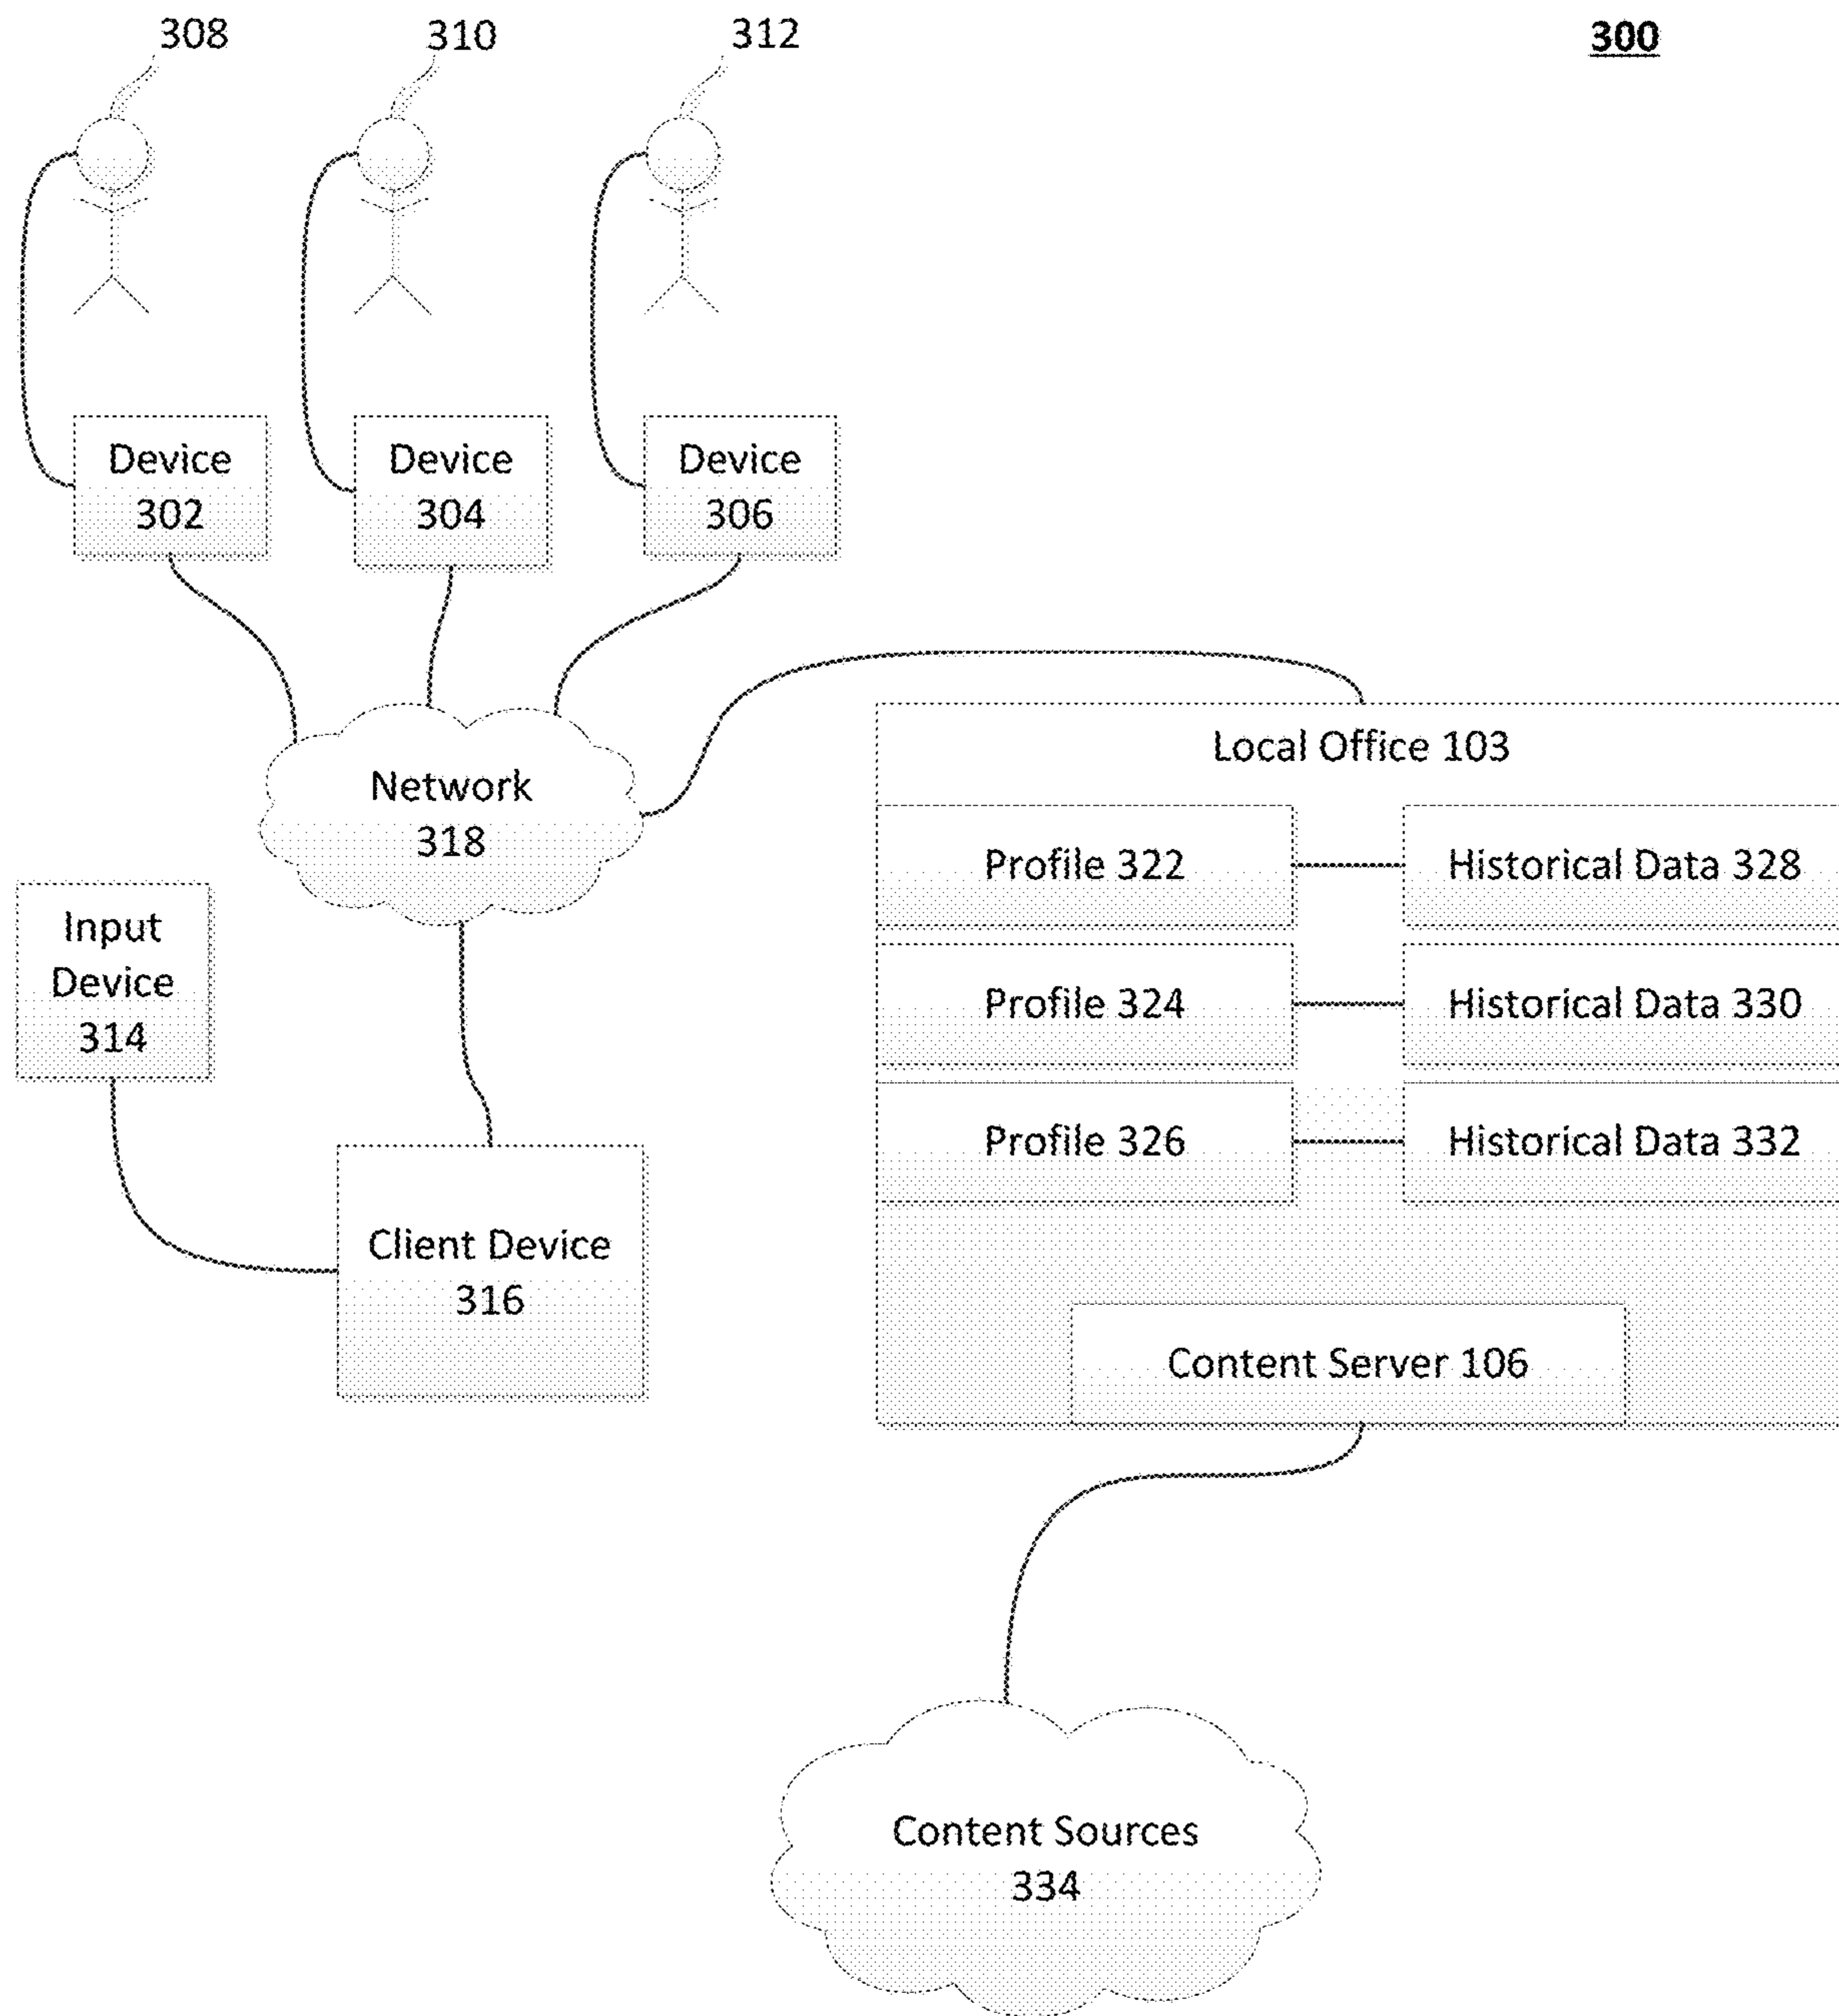 308
310
312
300
Device
302
Device
304
Device
306
Network
318
Local Office 103
Profile 322
Historical Data 328
Profile 324
Historical Data 330
Profile 326
Historical Data 332
Input
Device
314
Client Device
316
Content Server 106
Content Sources
334